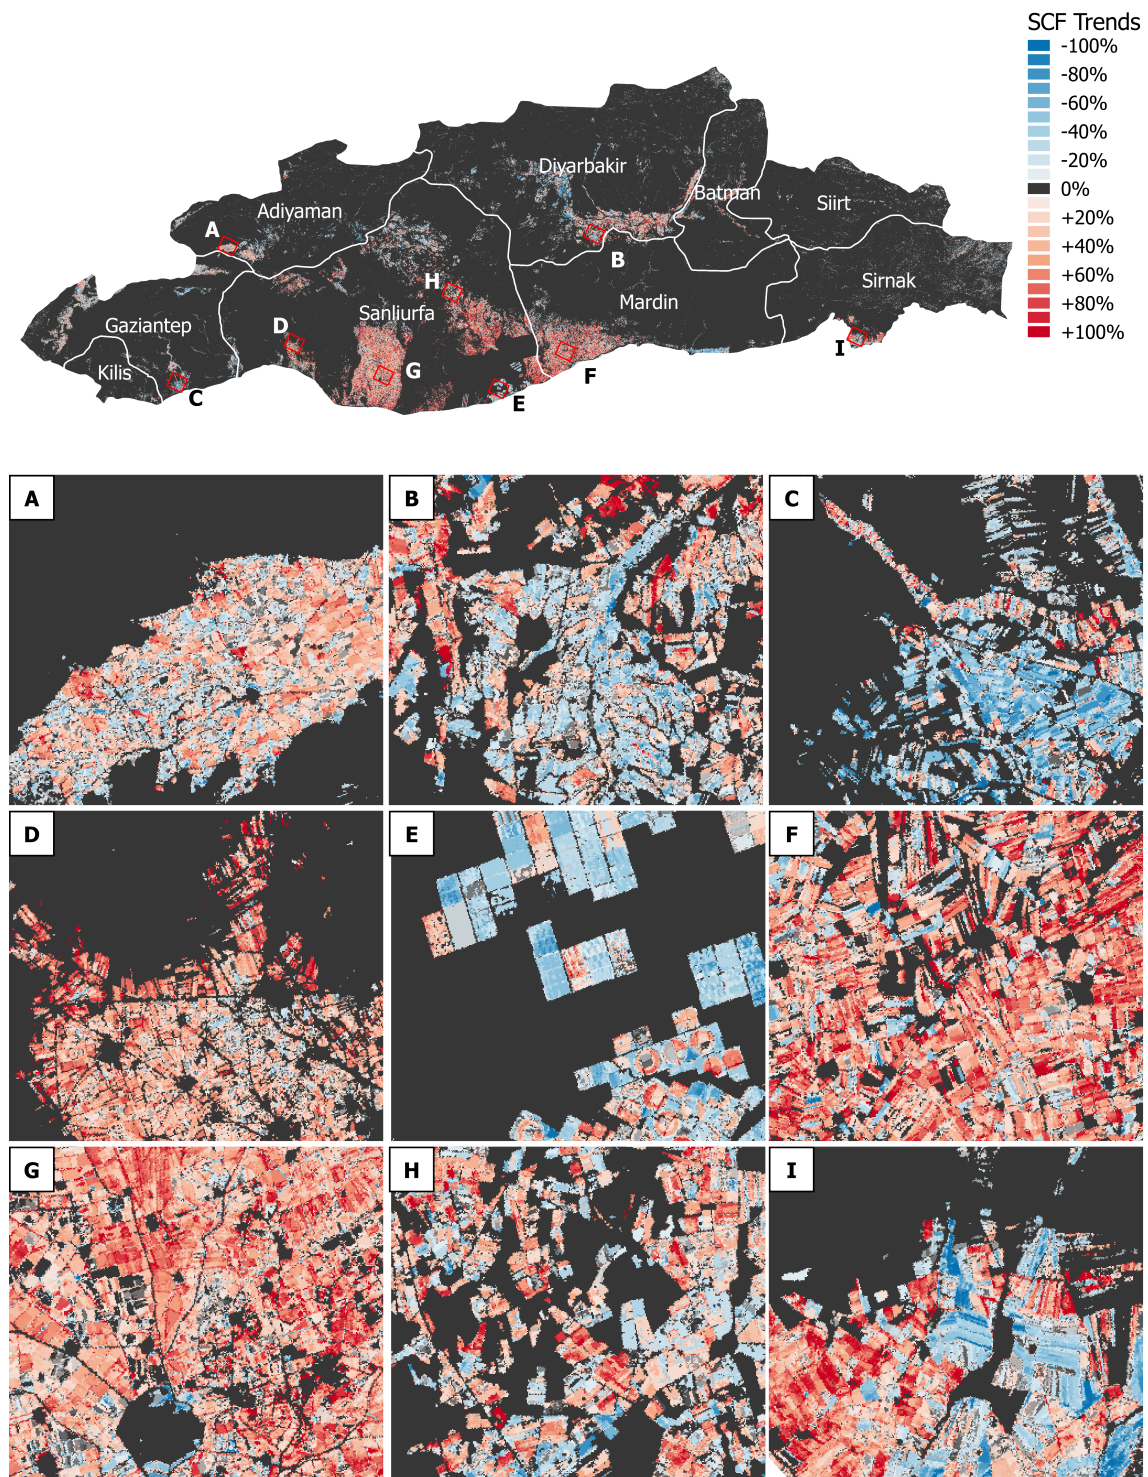 SCF Trends
-100%
-80%
-60%
-40%
-20%
0%
+20%
+40%
+60%
+80%
+100%
Diyarbakir
Batman
Siirt
Adiyaman
A
B
H
Sirnak
Mardin
Sanliurfa
Gaziantep
D
I
Kilis
G
F
C
E
A
B
C
D
E
F
G
H
I